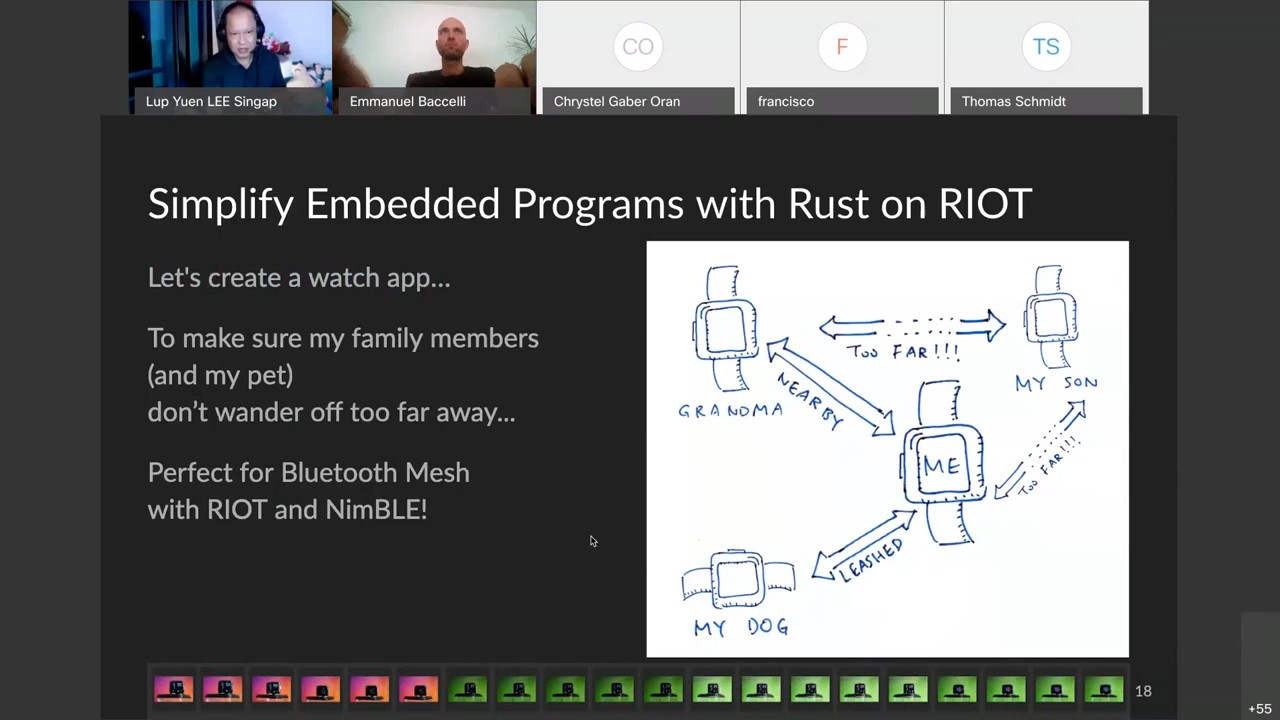 CO
F
TS
Lup Yuen LEE Singap
Emmanuel Baccelli
Chrystel Gaber Oran
francisco
Thomas Schmidt
Simplify Embedded Programs with Rust on RIOT
Let's create a watch app...
To make sure my family members
(and my pet)
don't wander off too far away...
Perfect for Bluetooth Mesh
with RIOT and NimBLE!
TOO FAR!!!
MY SON
NEARBY
GRANDMA
ME
TOO FAR!!!
LEASHED
MY DOG
18
+55